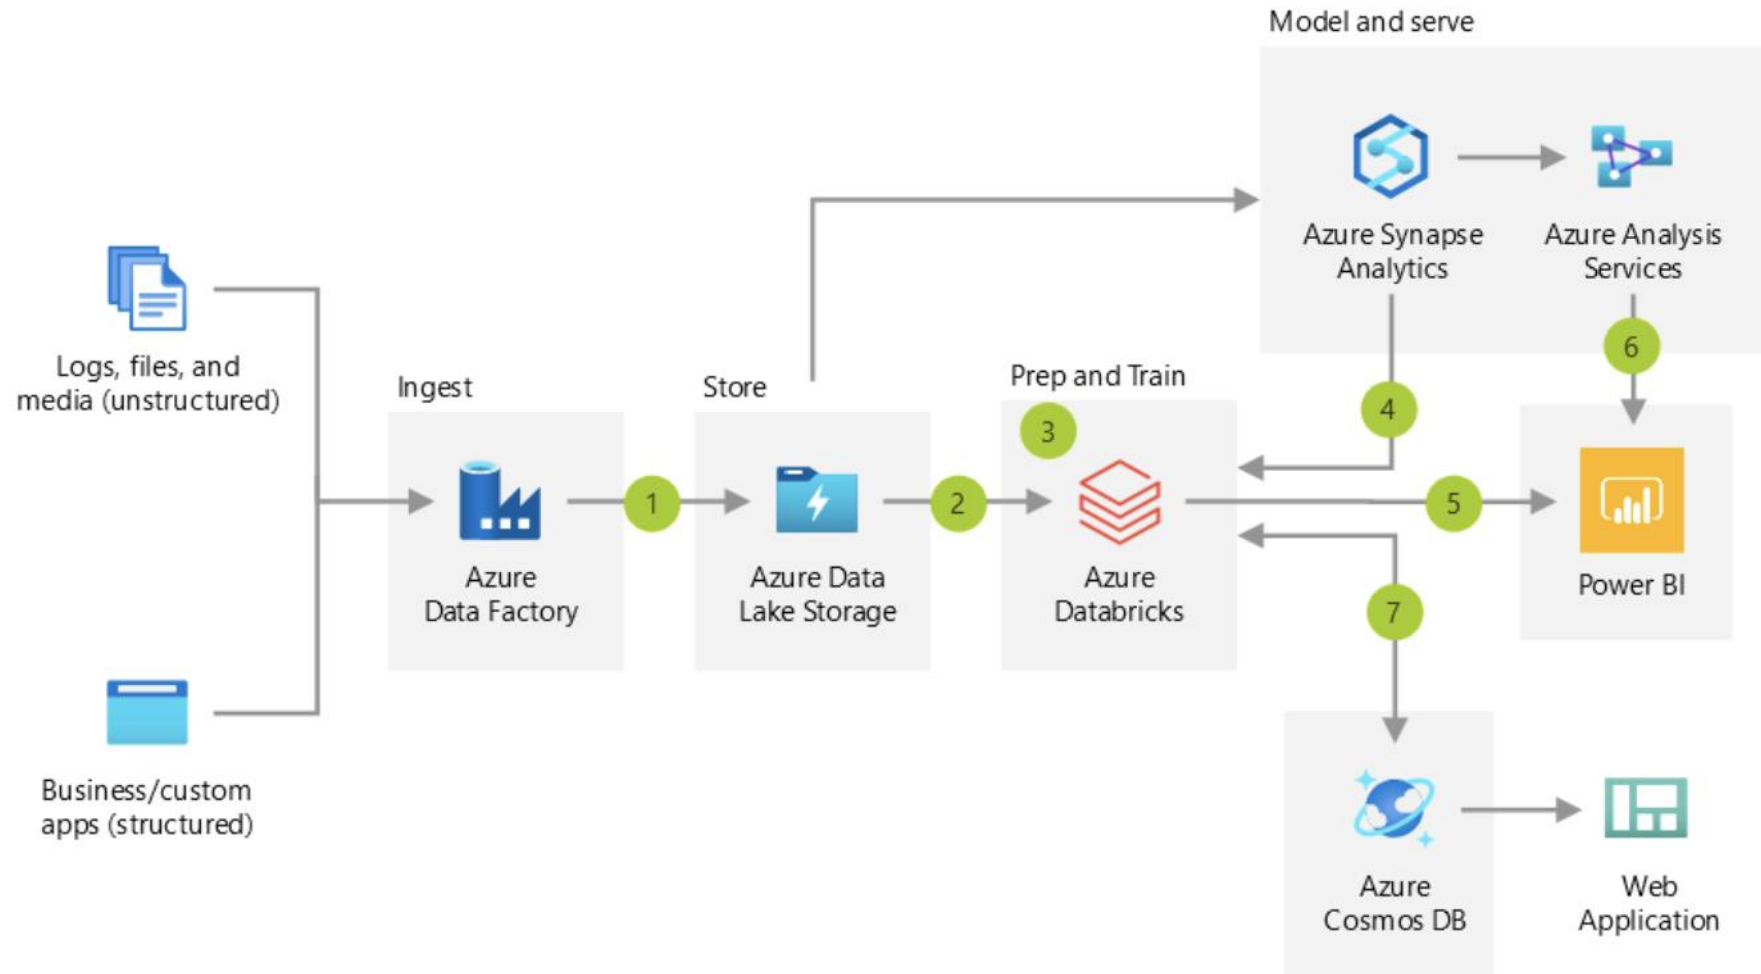 Model and serve
Azure Synapse
Analytics
Azure Analysis
Services
Logs, files, and
media (unstructured)
Business/custom
apps (structured)
Ingest
Azure
Data Factory
1
Store
Azure Data
Lake Storage
2
Prep and Train
3
Azure
Databricks
4
5
6
Power BI
7
Azure
Cosmos DB
Web
Application